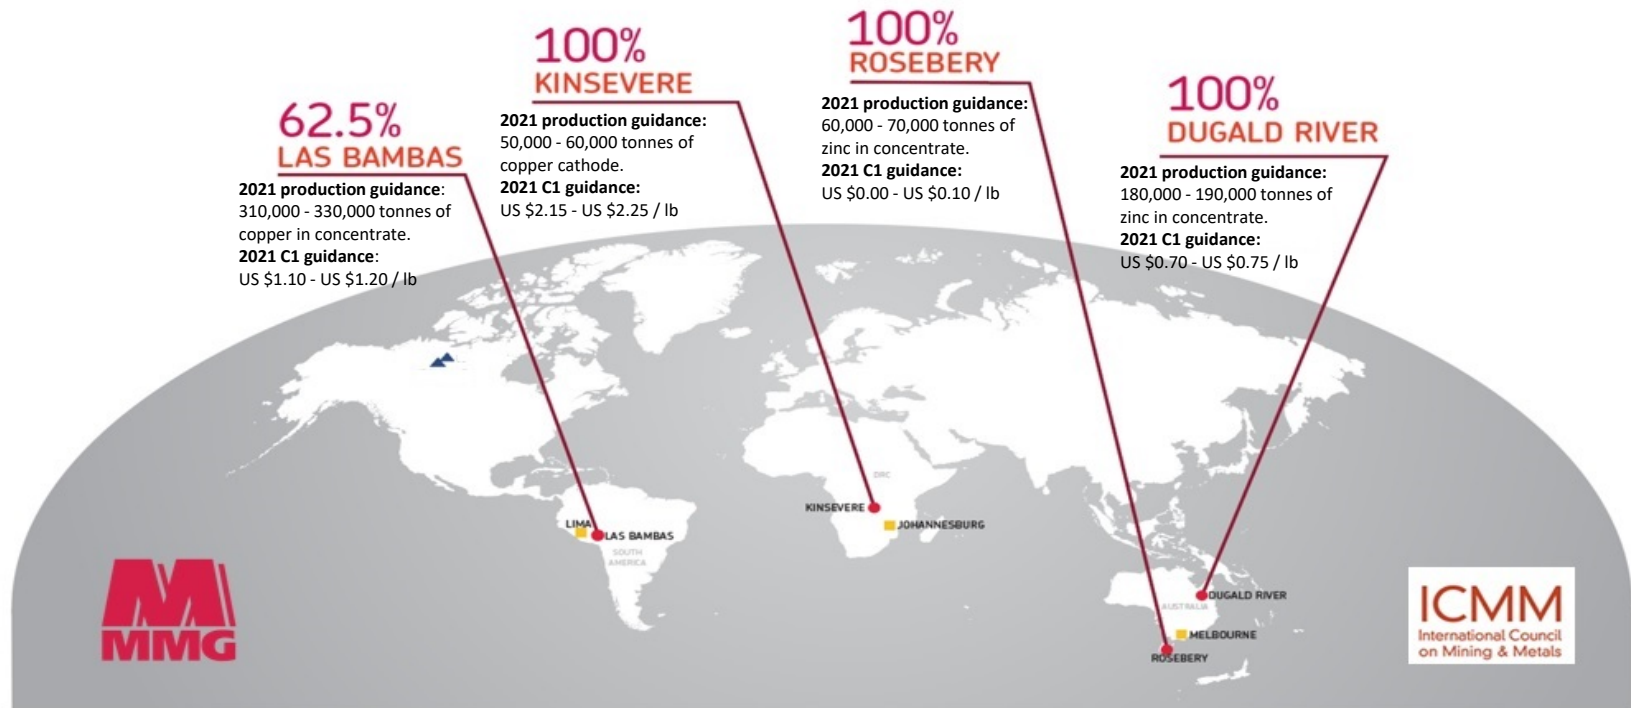 62.5%
LAS BAMBAS
2021 production guidance:
310,000 - 330,000 tonnes of
copper in concentrate.
2021 C1 guidance:
US $1.10 - US $1.20 / lb
100%
KINSEVERE
2021 production guidance:
50,000 - 60,000 tonnes of
copper cathode.
2021 C1 guidance:
US $2.15 - US $2.25 / lb
100%
ROSEBERY
2021 production guidance:
60,000 - 70,000 tonnes of
zinc in concentrate.
2021 C1 guidance:
US $0.00 - US $0.10 / lb
100%
DUGALD RIVER
2021 production guidance:
180,000 - 190,000 tonnes of
zinc in concentrate.
2021 C1 guidance:
US $0.70 - US $0.75 / lb
LIMA
LAS BAMBAS
SOUTH
AMERICA
DRC
KINSEVERE
JOHANNESBURG
DUGALD RIVER
AUSTRALIA
MELBOURNE
ROSEBERY
MMG
ICMM
International Council
on Mining & Metals